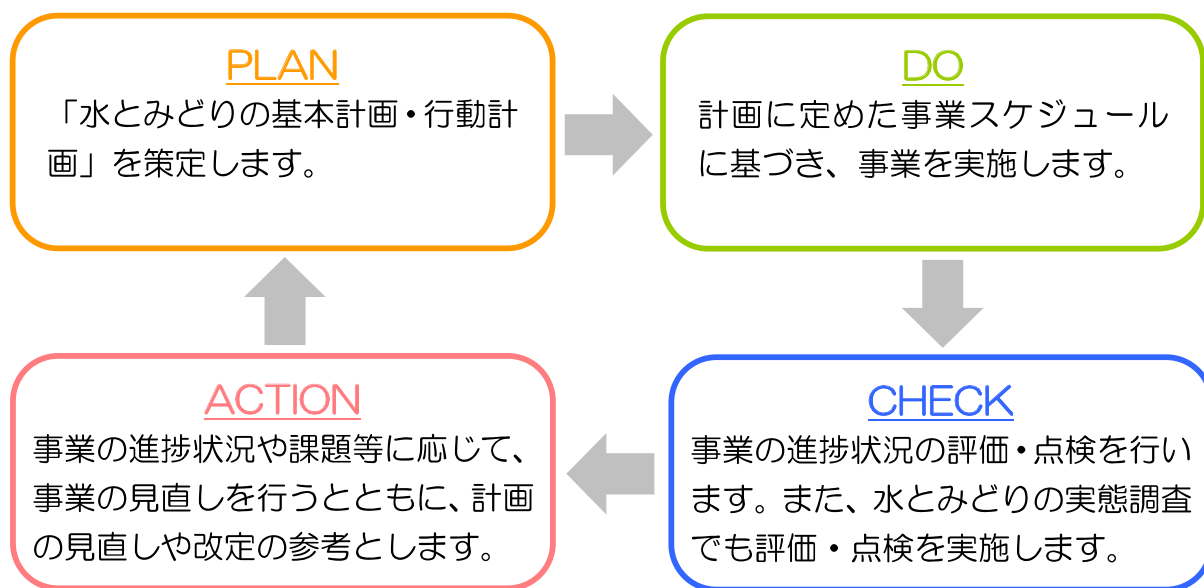 PLAN
「水とみどりの基本計画・行動計
画」を策定します。
DO
計画に定めた事業スケジュール
に基づき、事業を実施します。
ACTION
事業の進捗状況や課題等に応じて、
事業の見直しを行うとともに、計画
の見直しや改定の参考とします。
CHECK
事業の進捗状況の評価・点検を行い
ます。また、水とみどりの実態調査
でも評価・点検を実施します。